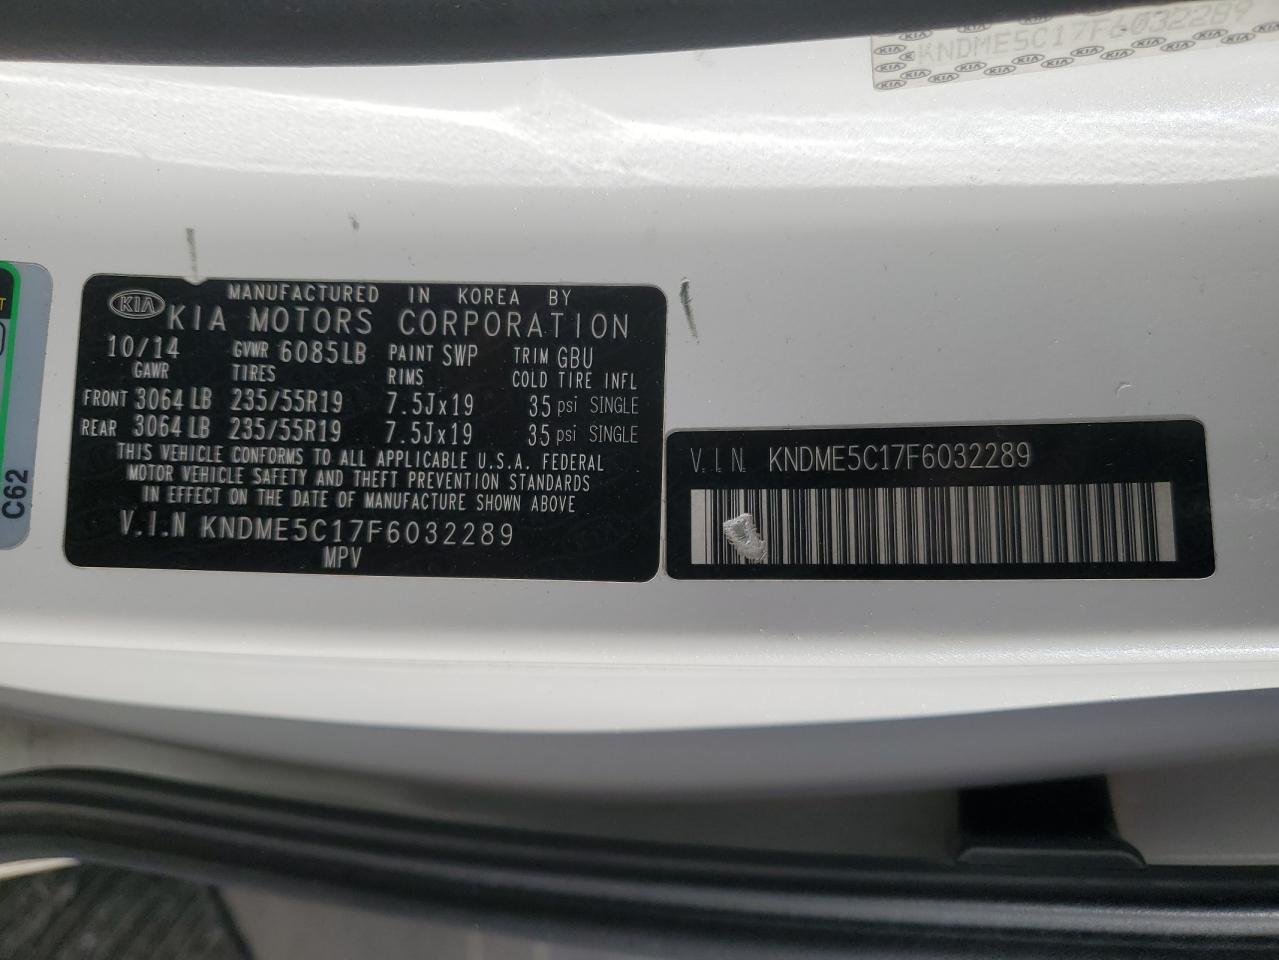 KNDME5C17F6032289
KIA
MANUFACTURED IN KOREA BY
KIA MOTORS CORPORATION
10/14 GVWR 6085LB PAINT SWP TRIM GBU
GAWR TIRES RIMS COLD TIRE INFL
FRONT 3064 LB 235/55R19 7.5Jx19 35 psi SINGLE
REAR 3064 LB 235/55R19 7.5Jx19 35 psi SINGLE
THIS VEHICLE CONFORMS TO ALL APPLICABLE U.S.A. FEDERAL
MOTOR VEHICLE SAFETY AND THEFT PREVENTION STANDARDS
IN EFFECT ON THE DATE OF MANUFACTURE SHOWN ABOVE
V.I.N KNDME5C17F6032289
MPV
V.I.N. KNDME5C17F6032289
C62